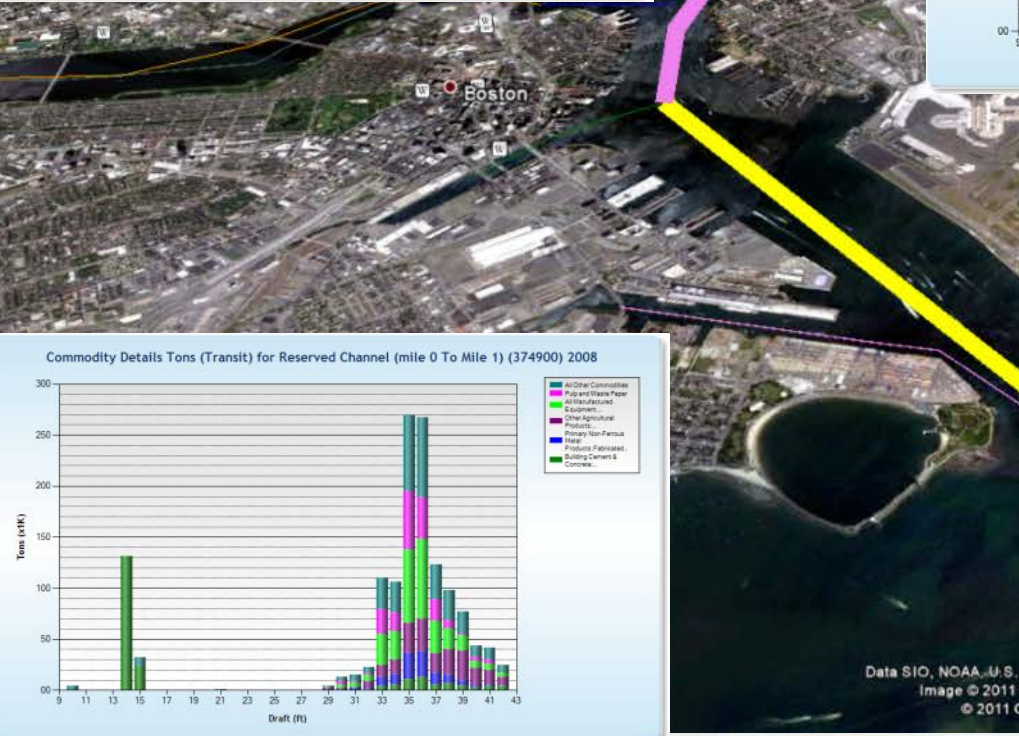 00
W
W
W
Boston
W
Commodity Details Tons (Transit) for Reserved Channel (mile 0 To Mile 1) (374900) 2008
300
250
200
150
100
50
00
Tons (x1K)
9 11 13 15 17 19 21 23 25 27 29 31 33 35 37 39 41 43
Draft (ft)
All Other Commodities
Pulp and Waste Paper
All Manufactured
Equipment...
Other Agricultural
Products...
Primary Non-Ferrous
Metal
Products;Fabricated..
Building Cement &
Concrete...
Data SIO, NOAA, U.S.
Image © 2011
© 2011